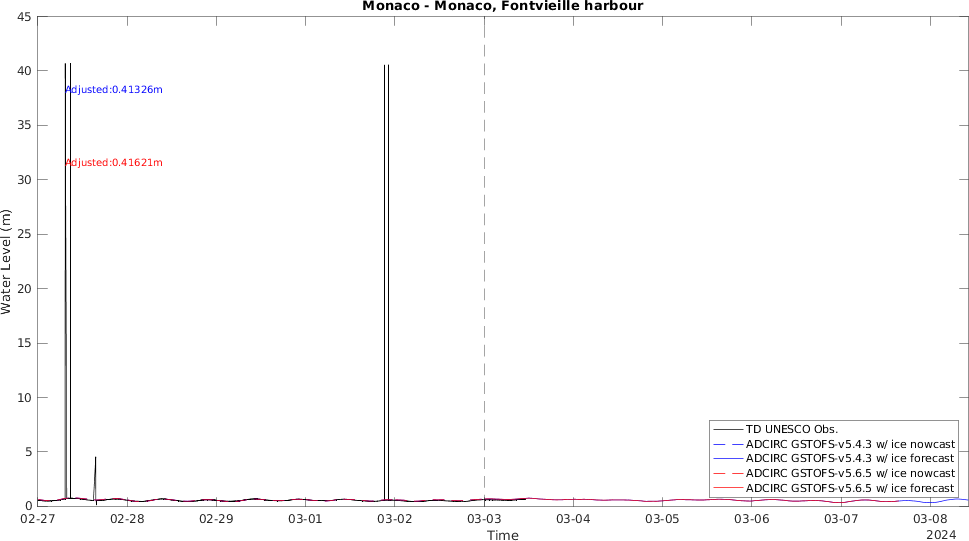 Monaco - Monaco, Fontvieille harbour
45
40
35
30
25
20
15
10
5
0
Water Level (m)
Adjusted:0.41326m
Adjusted:0.41621m
TD UNESCO Obs.
ADCIRC GSTOFS-v5.4.3 w/ ice nowcast
ADCIRC GSTOFS-v5.4.3 w/ ice forecast
ADCIRC GSTOFS-v5.6.5 w/ ice nowcast
ADCIRC GSTOFS-v5.6.5 w/ ice forecast
02-27 02-28 02-29 03-01 03-02 03-03 03-04 03-05 03-06 03-07 03-08
2024
Time